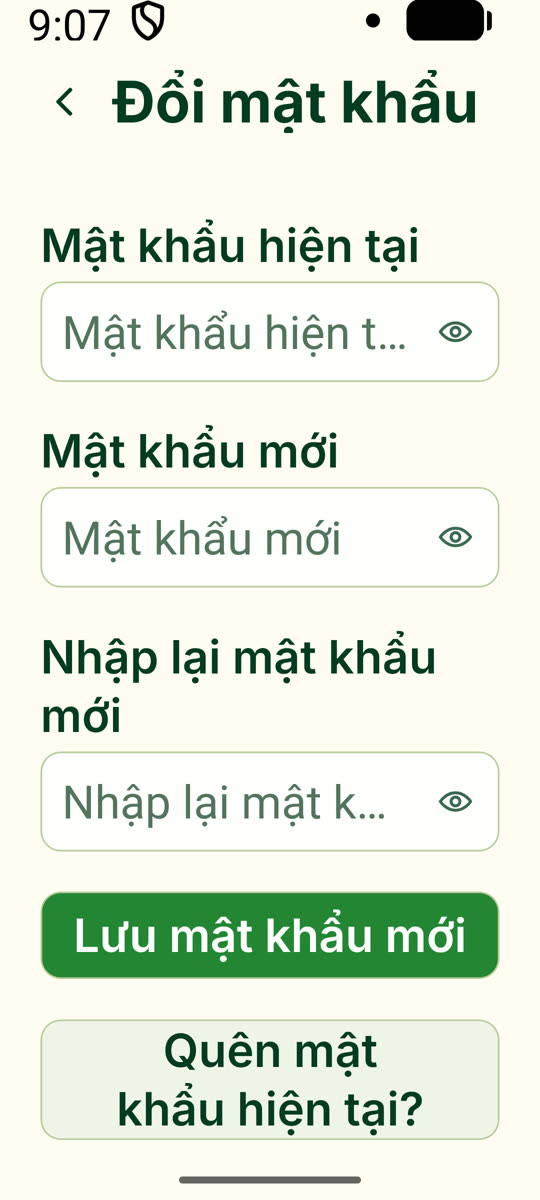 9:07
Đổi mật khẩu
Mật khẩu hiện tại
Mật khẩu hiện t...
Mật khẩu mới
Mật khẩu mới
Nhập lại mật khẩu
mới
Nhập lại mật k...
Lưu mật khẩu mới
Quên mật
khẩu hiện tại?